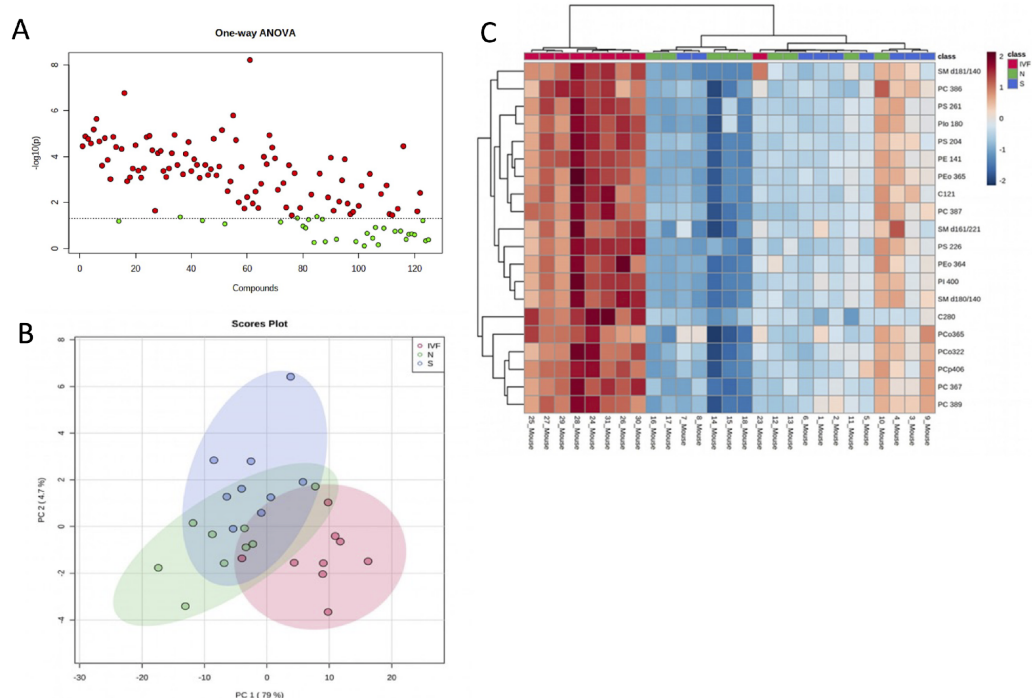 A
One-way ANOVA
-log10(p)
8
6
4
2
0
0 20 40 60 80 100 120
Compounds
B
Scores Plot
IVF
N
S
PC 2 ( 4.7 %)
8
6
4
2
0
-2
-4
-30 -20 -10 0 10 20
PC 1 ( 79 %)
C
class
SM d181/140
PC 386
PS 261
Plo 180
PS 204
PE 141
PEo 365
C121
PC 387
SM d161/221
PS 226
PEo 364
PI 400
SM d180/140
C280
PCo365
PCo322
PCp406
PC 367
PC 389
25_Mouse
27_Mouse
29_Mouse
28_Mouse
24_Mouse
31_Mouse
26_Mouse
30_Mouse
16_Mouse
17_Mouse
7_Mouse
8_Mouse
14_Mouse
15_Mouse
18_Mouse
23_Mouse
12_Mouse
13_Mouse
6_Mouse
1_Mouse
2_Mouse
11_Mouse
5_Mouse
10_Mouse
4_Mouse
3_Mouse
9_Mouse
2
1
0
-1
-2
class
IVF
N
S